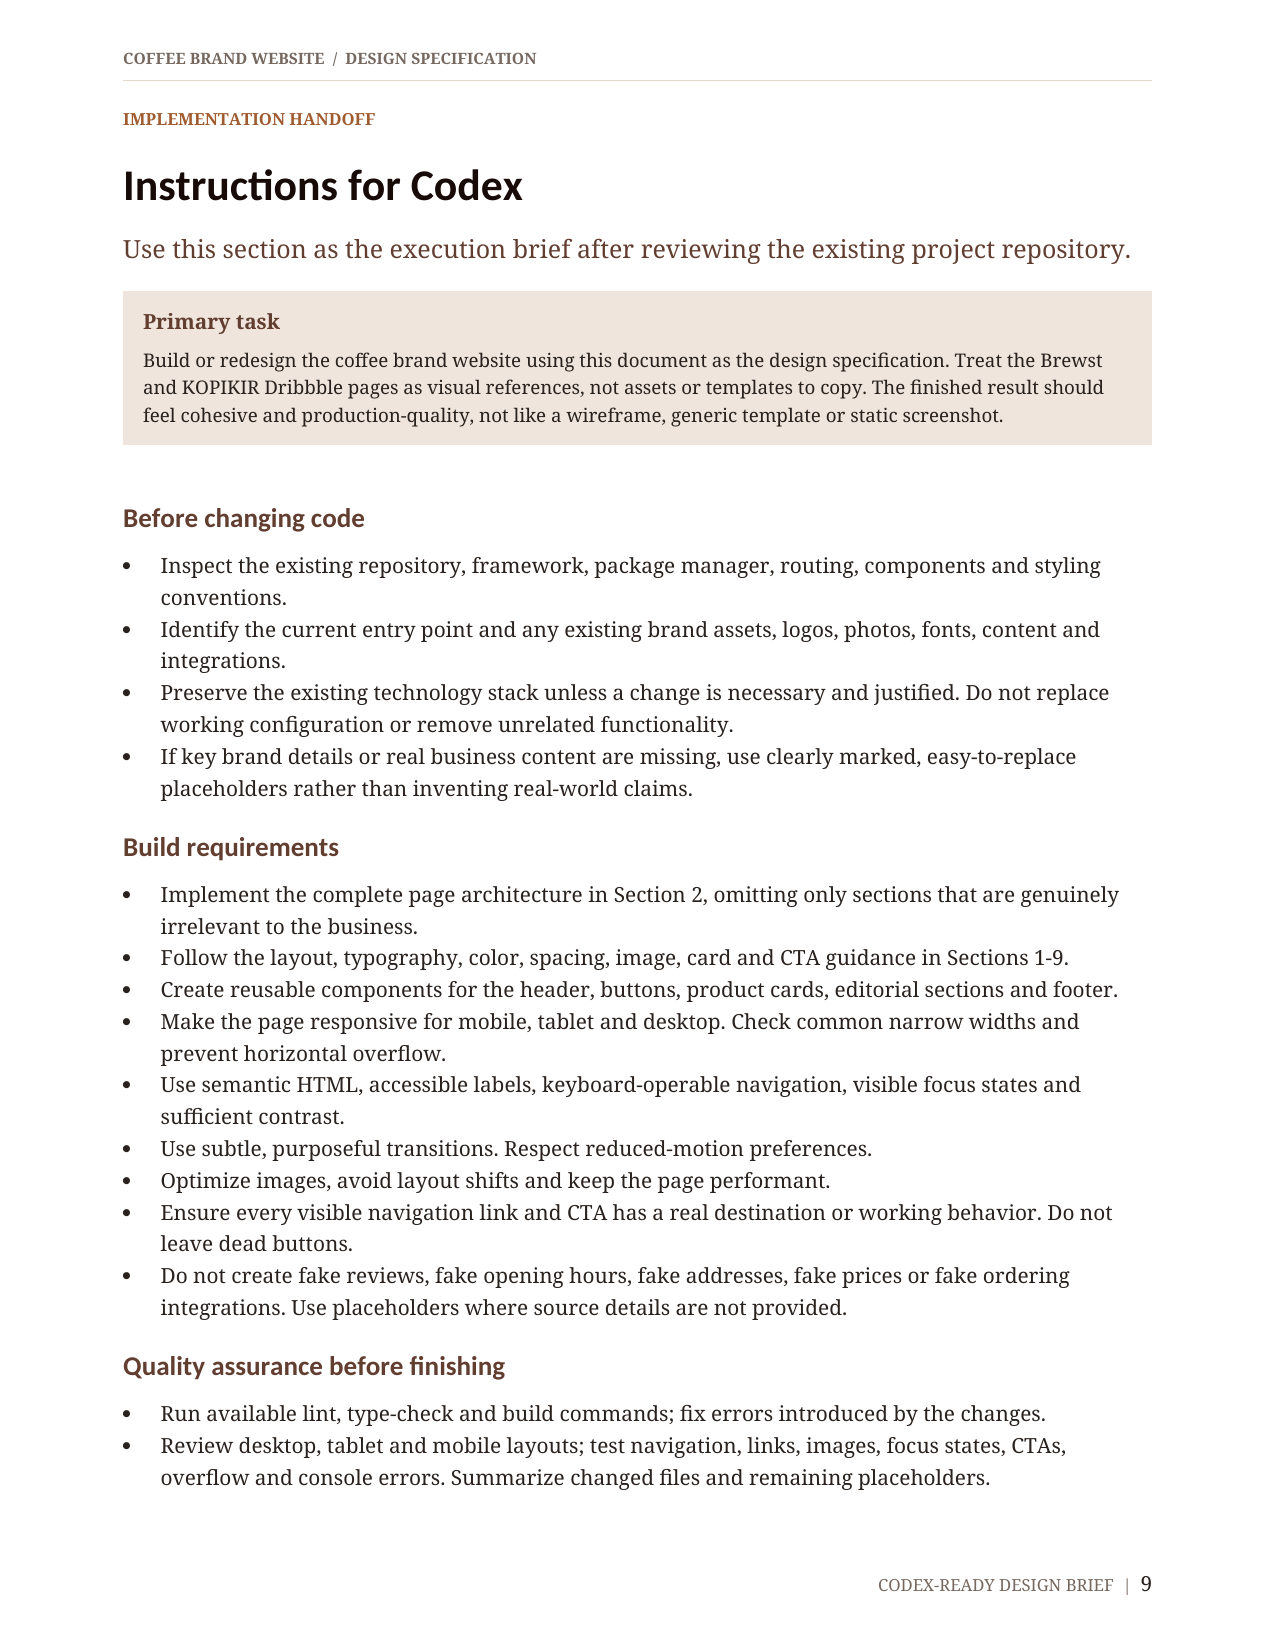 COFFEE BRAND WEBSITE / DESIGN SPECIFICATION
IMPLEMENTATION HANDOFF
Instructions for Codex
Use this section as the execution brief after reviewing the existing project repository.
Primary task
Build or redesign the coffee brand website using this document as the design specification. Treat the Brewst
and KOPIKIR Dribbble pages as visual references, not assets or templates to copy. The finished result should
feel cohesive and production-quality, not like a wireframe, generic template or static screenshot.
Before changing code
• Inspect the existing repository, framework, package manager, routing, components and styling
conventions.
• Identify the current entry point and any existing brand assets, logos, photos, fonts, content and
integrations.
• Preserve the existing technology stack unless a change is necessary and justified. Do not replace
working configuration or remove unrelated functionality.
• If key brand details or real business content are missing, use clearly marked, easy-to-replace
placeholders rather than inventing real-world claims.
Build requirements
• Implement the complete page architecture in Section 2, omitting only sections that are genuinely
irrelevant to the business.
• Follow the layout, typography, color, spacing, image, card and CTA guidance in Sections 1-9.
• Create reusable components for the header, buttons, product cards, editorial sections and footer.
• Make the page responsive for mobile, tablet and desktop. Check common narrow widths and
prevent horizontal overflow.
• Use semantic HTML, accessible labels, keyboard-operable navigation, visible focus states and
sufficient contrast.
• Use subtle, purposeful transitions. Respect reduced-motion preferences.
• Optimize images, avoid layout shifts and keep the page performant.
• Ensure every visible navigation link and CTA has a real destination or working behavior. Do not
leave dead buttons.
• Do not create fake reviews, fake opening hours, fake addresses, fake prices or fake ordering
integrations. Use placeholders where source details are not provided.
Quality assurance before finishing
• Run available lint, type-check and build commands; fix errors introduced by the changes.
• Review desktop, tablet and mobile layouts; test navigation, links, images, focus states, CTAs,
overflow and console errors. Summarize changed files and remaining placeholders.
CODEX-READY DESIGN BRIEF | 9